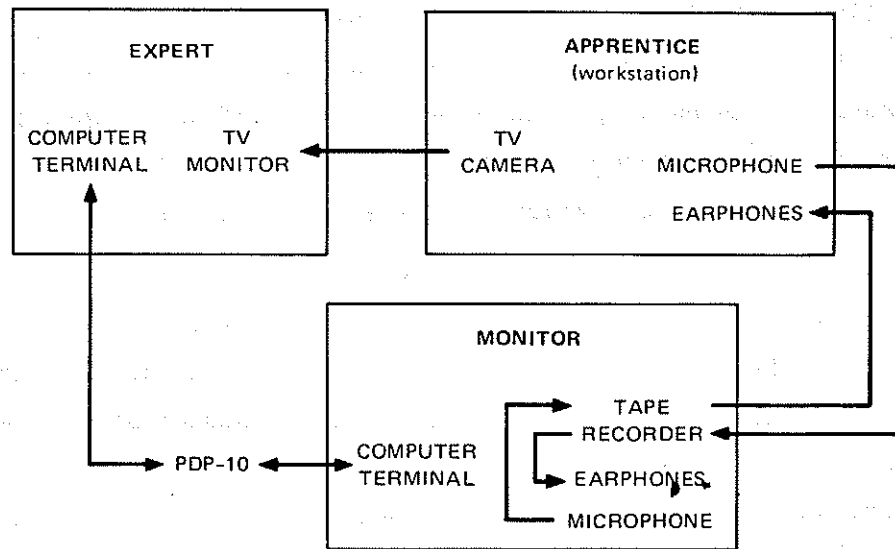 EXPERT
COMPUTER
TERMINAL
TV
MONITOR
APPRENTICE
(workstation)
TV
CAMERA
MICROPHONE
EARPHONES
MONITOR
TAPE
RECORDER
EARPHONES
MICROPHONE
COMPUTER
TERMINAL
PDP-10